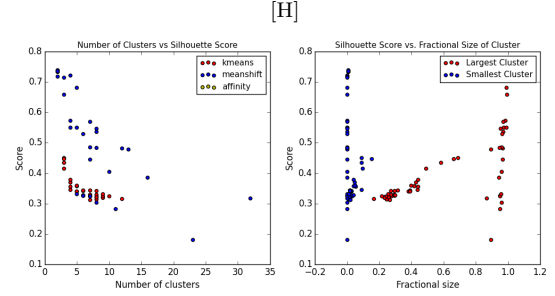 [H]
Number of Clusters vs Silhouette Score
0.8
0.7
0.6
0.5
0.4
0.3
0.2
0.1
Score
kmeans
meanshift
affinity
0 5 10 15 20 25 30 35
Number of clusters
Silhouette Score vs. Fractional Size of Cluster
0.8
0.7
0.6
0.5
0.4
0.3
0.2
0.1
Score
Largest Cluster
Smallest Cluster
−0.2 0.0 0.2 0.4 0.6 0.8 1.0 1.2
Fractional size